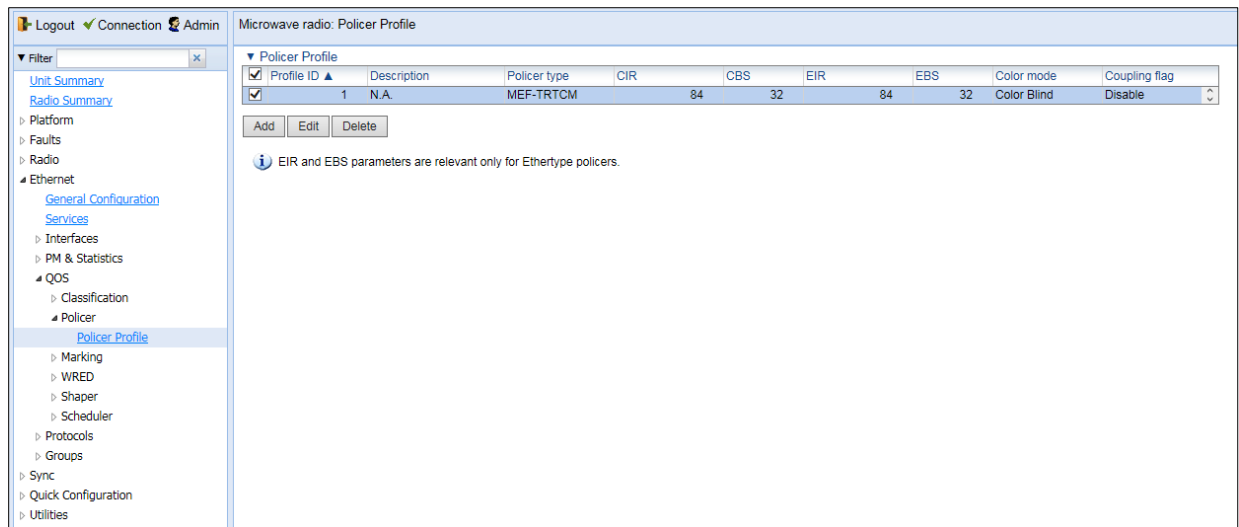 Logout Connection Admin
Microwave radio: Policer Profile
Filter
Unit Summary
Radio Summary
Platform
Faults
Radio
Ethernet
General Configuration
Services
Interfaces
PM & Statistics
QOS
Classification
Policer
Policer Profile
Marking
WRED
Shaper
Scheduler
Protocols
Groups
Sync
Quick Configuration
Utilities
Policer Profile
Profile ID ▲ Description Policer type CIR CBS EIR EBS Color mode Coupling flag
1 N.A. MEF-TRTCM 84 32 84 32 Color Blind Disable
Add Edit Delete
EIR and EBS parameters are relevant only for Ethertype policers.